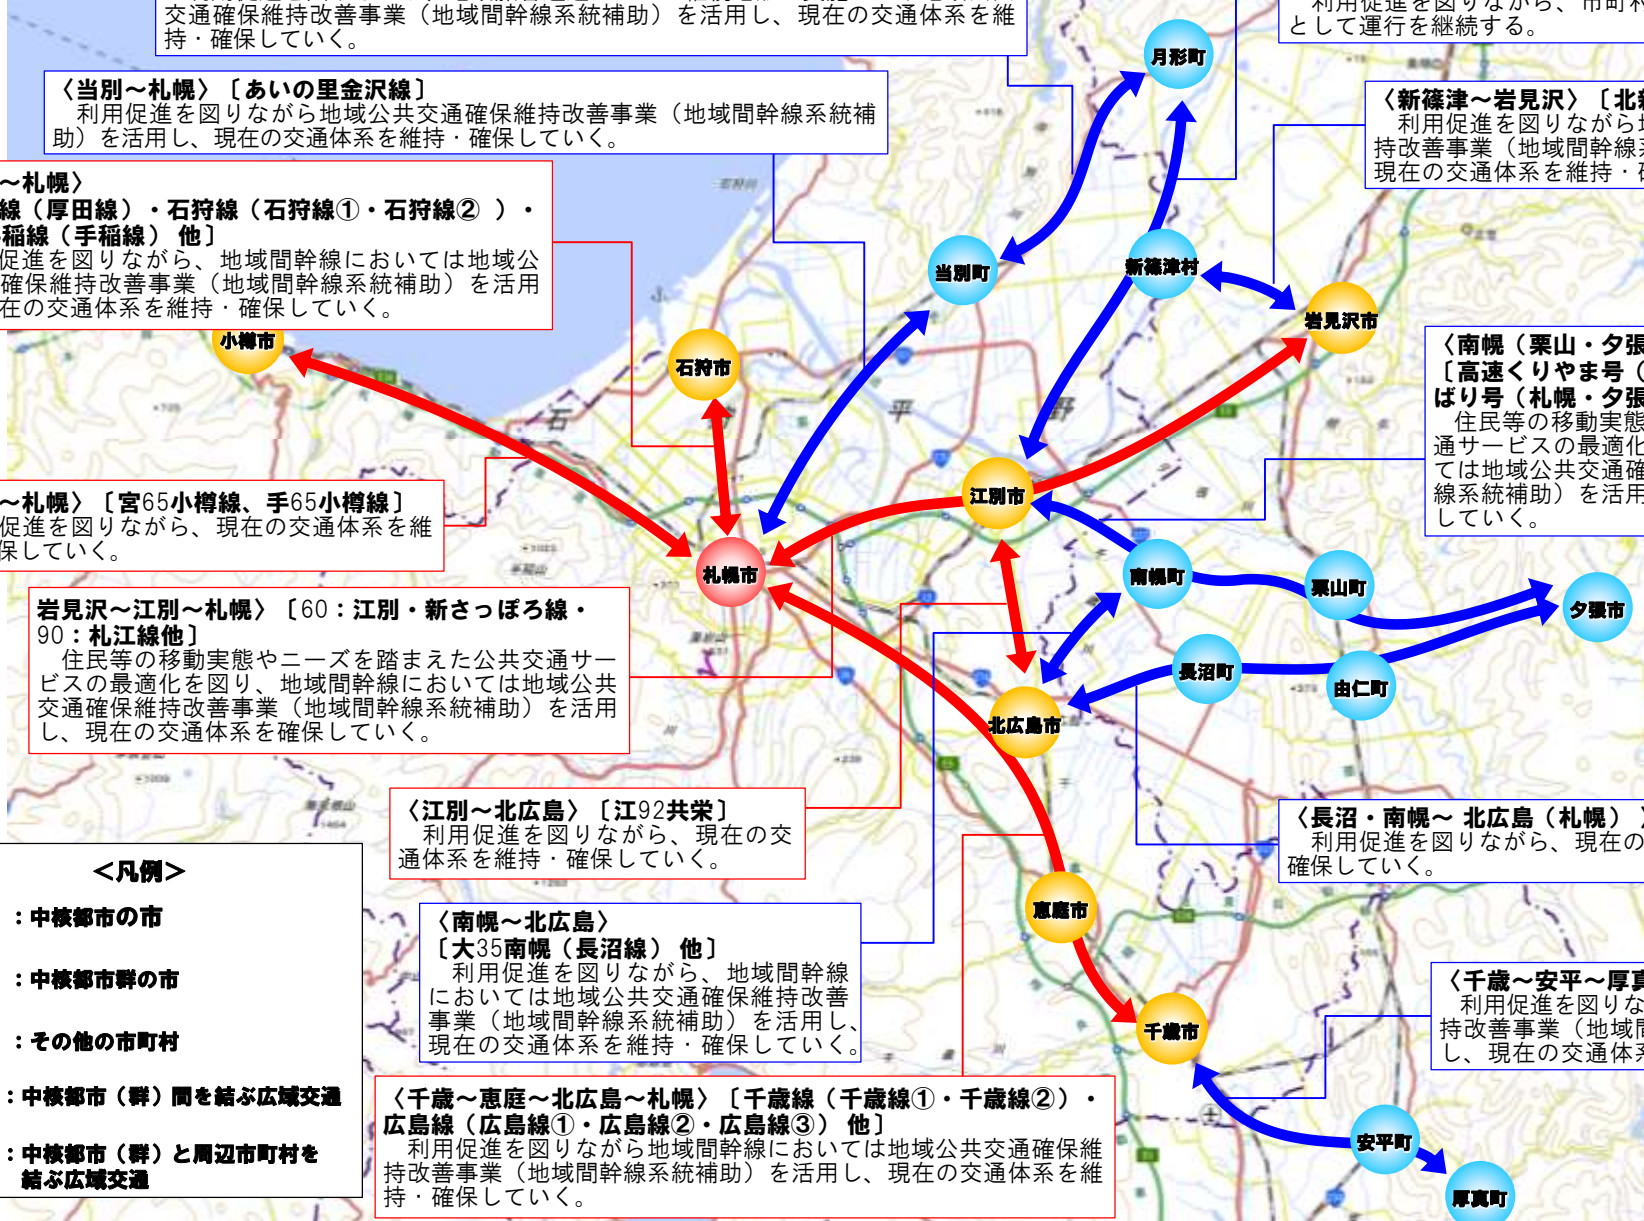 交通確保維持改善事業（地域間幹線系統補助）を活用し、現在の交通体系を維
持・確保していく。
として運行を継続する。
月形町
〈当別～札幌〉〔あいの里金沢線〕
利用促進を図りながら地域公共交通確保維持改善事業（地域間幹線系統補
助）を活用し、現在の交通体系を維持・確保していく。
〈新篠津～岩見沢〉〔北新
利用促進を図りながら地
持改善事業（地域間幹線系
現在の交通体系を維持・確
～札幌〉
線（厚田線）・石狩線（石狩線①・石狩線② ）・
稲線（手稲線） 他〕
促進を図りながら、地域間幹線においては地域公
確保維持改善事業（地域間幹線系統補助）を活用
在の交通体系を維持・確保していく。
当別町
新篠津村
岩見沢市
小樽市
石狩市
〈南幌（栗山・夕張
〔高速くりやま号（
ばり号（札幌・夕張
住民等の移動実態
通サービスの最適化
ては地域公共交通確
線系統補助）を活用
していく。
石
平
野
江別市
～札幌〉〔宮65小樽線、手65小樽線〕
促進を図りながら、現在の交通体系を維
保していく。
札幌市
南幌町
栗山町
夕張市
岩見沢～江別～札幌〉〔60：江別・新さっぽろ線・
90：札江線他〕
住民等の移動実態やニーズを踏まえた公共交通サー
ビスの最適化を図り、地域間幹線においては地域公共
交通確保維持改善事業（地域間幹線系統補助）を活用
し、現在の交通体系を確保していく。
長沼町
由仁町
北広島市
〈江別～北広島〉〔江92共栄〕
利用促進を図りながら、現在の交
通体系を維持・確保していく。
〈長沼・南幌～ 北広島（札幌）〉
利用促進を図りながら、現在の
確保していく。
＜凡例＞
：中核都市の市
：中核都市群の市
：その他の市町村
：中核都市（群）間を結ぶ広域交通
：中核都市（群）と周辺市町村を
結ぶ広域交通
恵庭市
〈南幌～北広島〉
〔大35南幌（長沼線） 他〕
利用促進を図りながら、地域間幹線
においては地域公共交通確保維持改善
事業（地域間幹線系統補助）を活用し、
現在の交通体系を維持・確保していく。
千歳市
〈千歳～安平～厚真
利用促進を図りな
持改善事業（地域間
し、現在の交通体系
〈千歳～恵庭～北広島～札幌〉〔千歳線（千歳線①・千歳線②）・
広島線（広島線①・広島線②・広島線③） 他〕
利用促進を図りながら地域間幹線においては地域公共交通確保維
持改善事業（地域間幹線系統補助）を活用し、現在の交通体系を維
持・確保していく。
安平町
厚真町